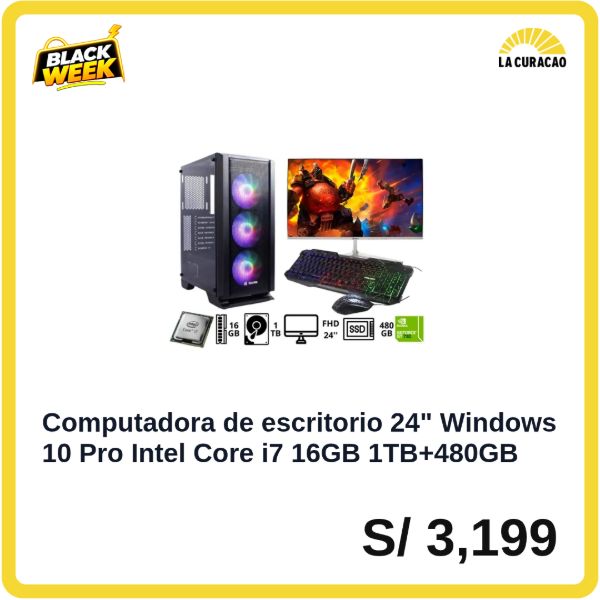 BLACK
WEEK
LA CURACAO
16
GB
1
TB
FHD
24"
SSD
480
GB
Computadora de escritorio 24" Windows
10 Pro Intel Core i7 16GB 1TB+480GB
S/ 3,199